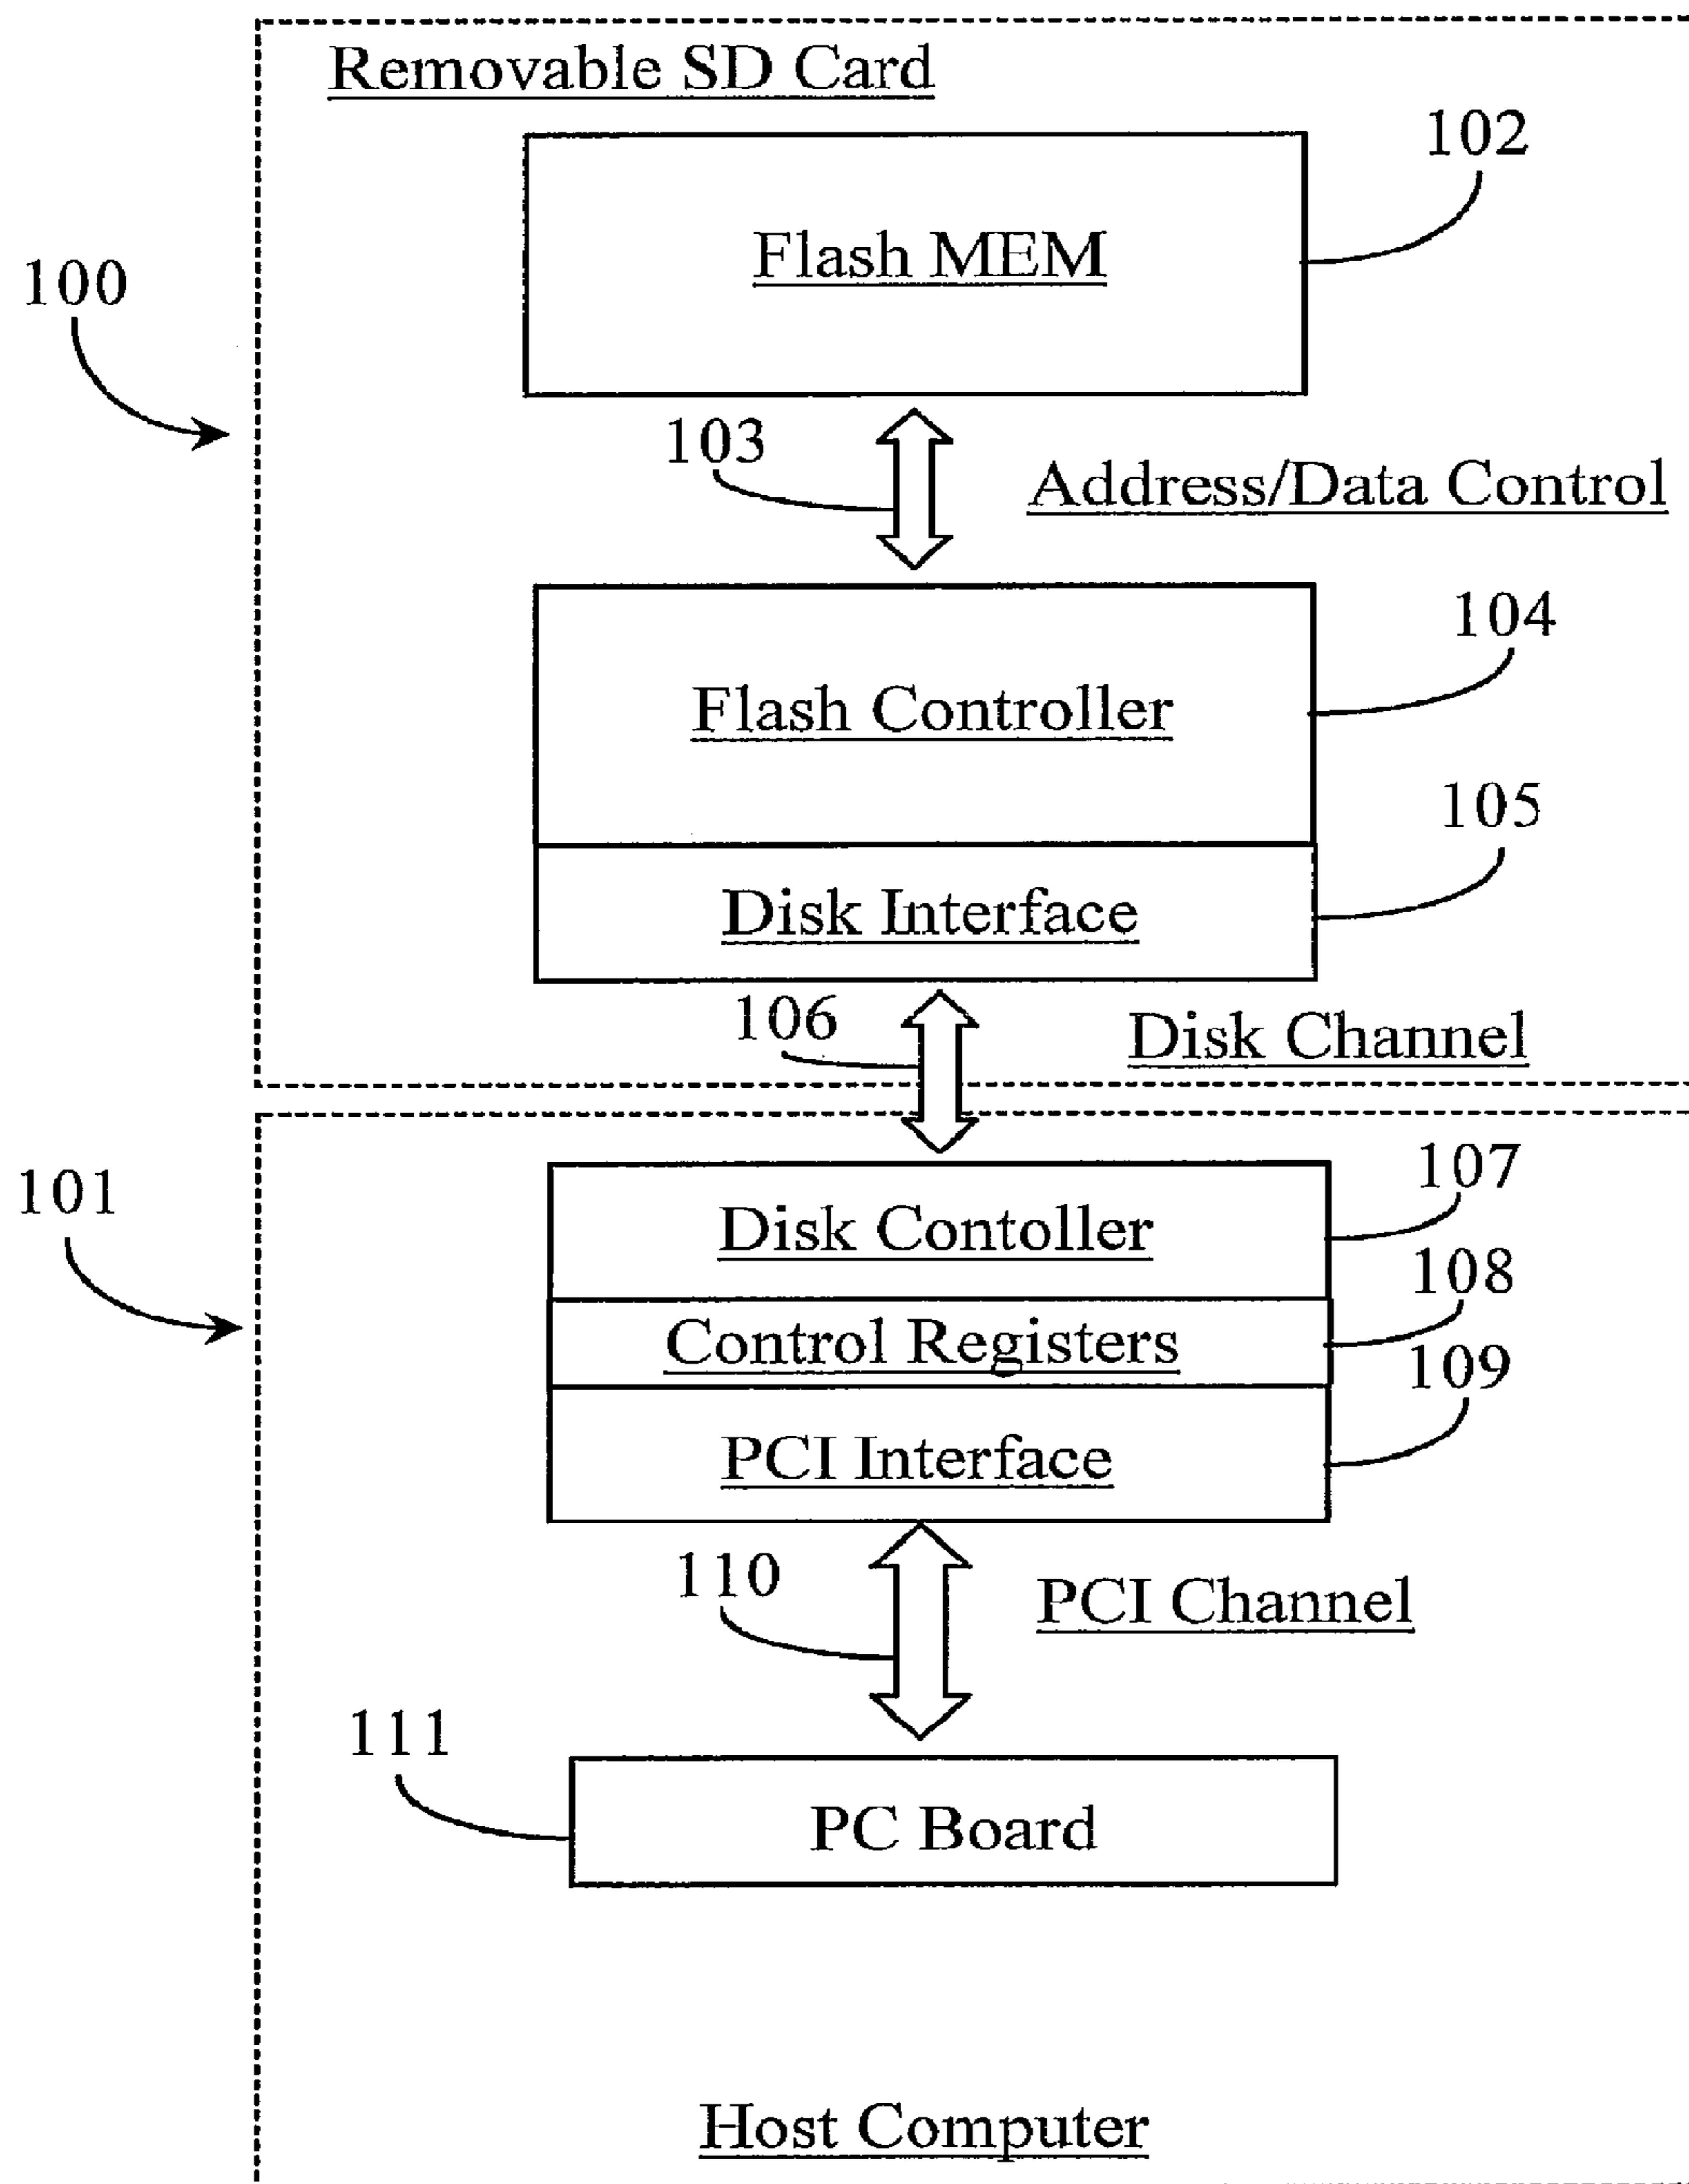 Removable SD Card
102
Flash MEM
100
103
Address/Data Control
104
Flash Controller
105
Disk Interface
106
Disk Channel
107
101
Disk Contoller
108
Control Registers
109
PCI Interface
110
PCI Channel
111
PC Board
Host Computer